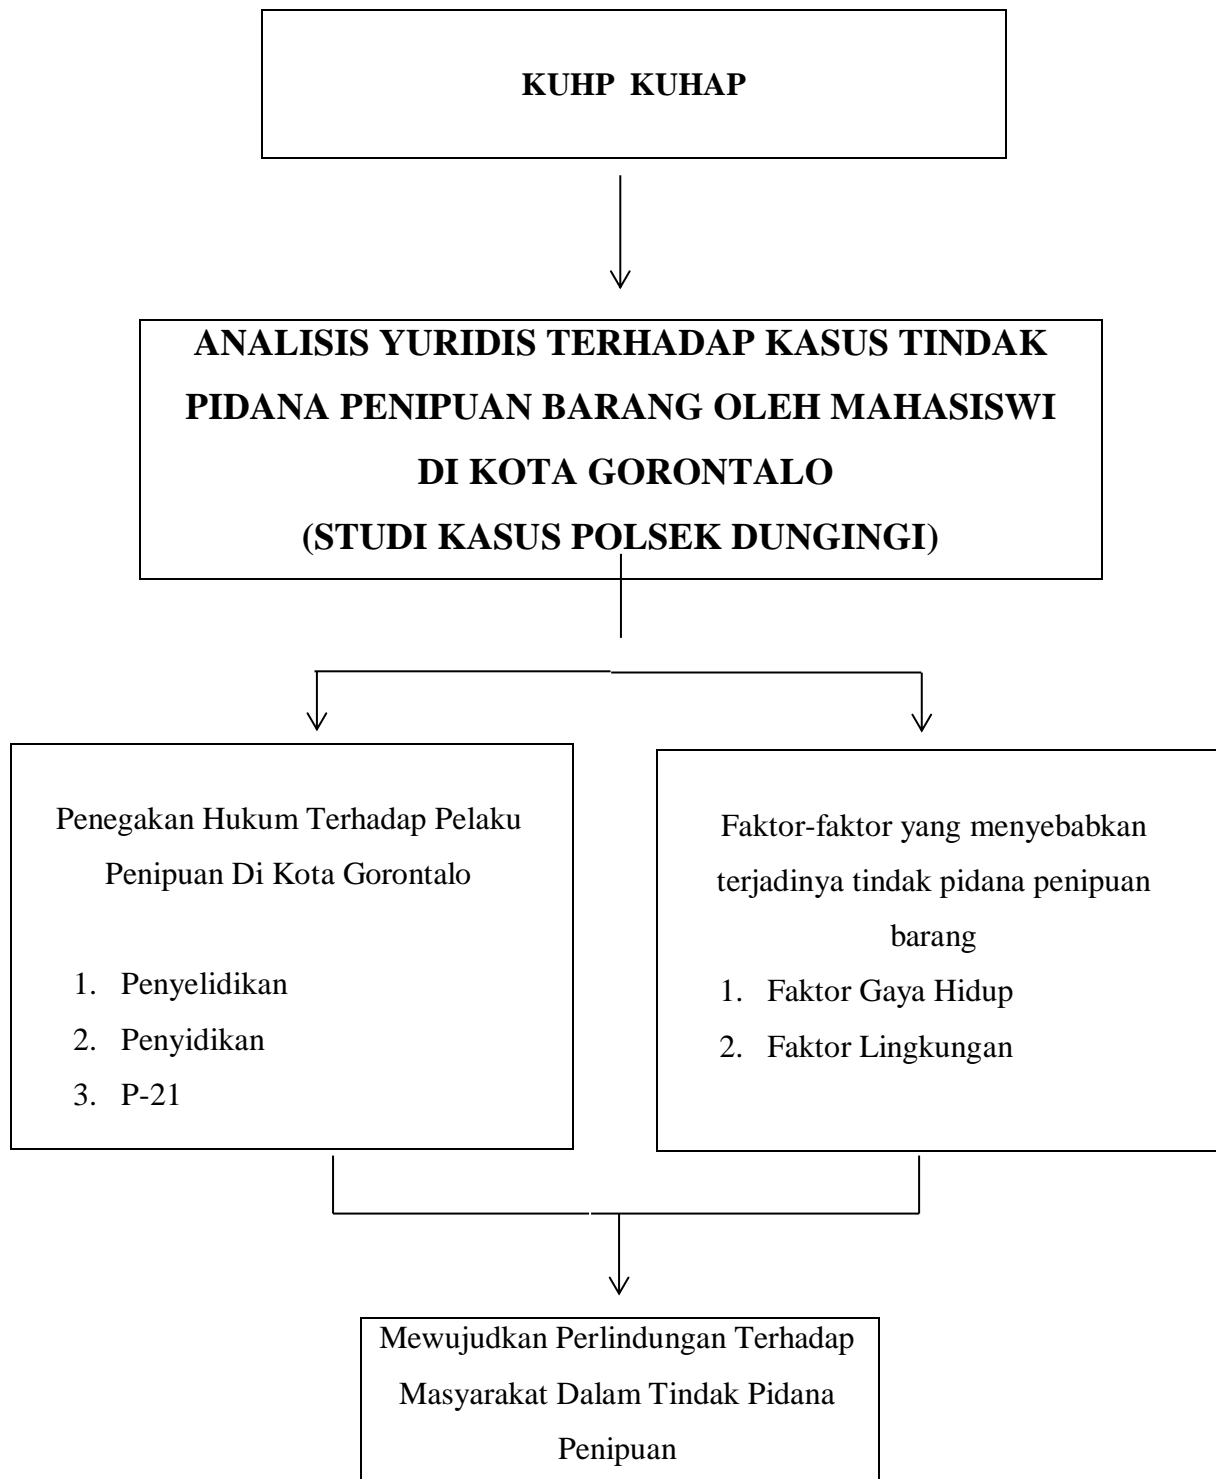 KUHP  KUHAP
ANALISIS YURIDIS TERHADAP KASUS TINDAK
PIDANA PENIPUAN BARANG OLEH MAHASISWI
DI KOTA GORONTALO
(STUDI KASUS POLSEK DUNGINGI)
Penegakan Hukum Terhadap Pelaku
Penipuan Di Kota Gorontalo
1. Penyelidikan
2. Penyidikan
3. P-21
Faktor-faktor yang menyebabkan
terjadinya tindak pidana penipuan
barang
1. Faktor Gaya Hidup
2. Faktor Lingkungan
Mewujudkan Perlindungan Terhadap
Masyarakat Dalam Tindak Pidana
Penipuan